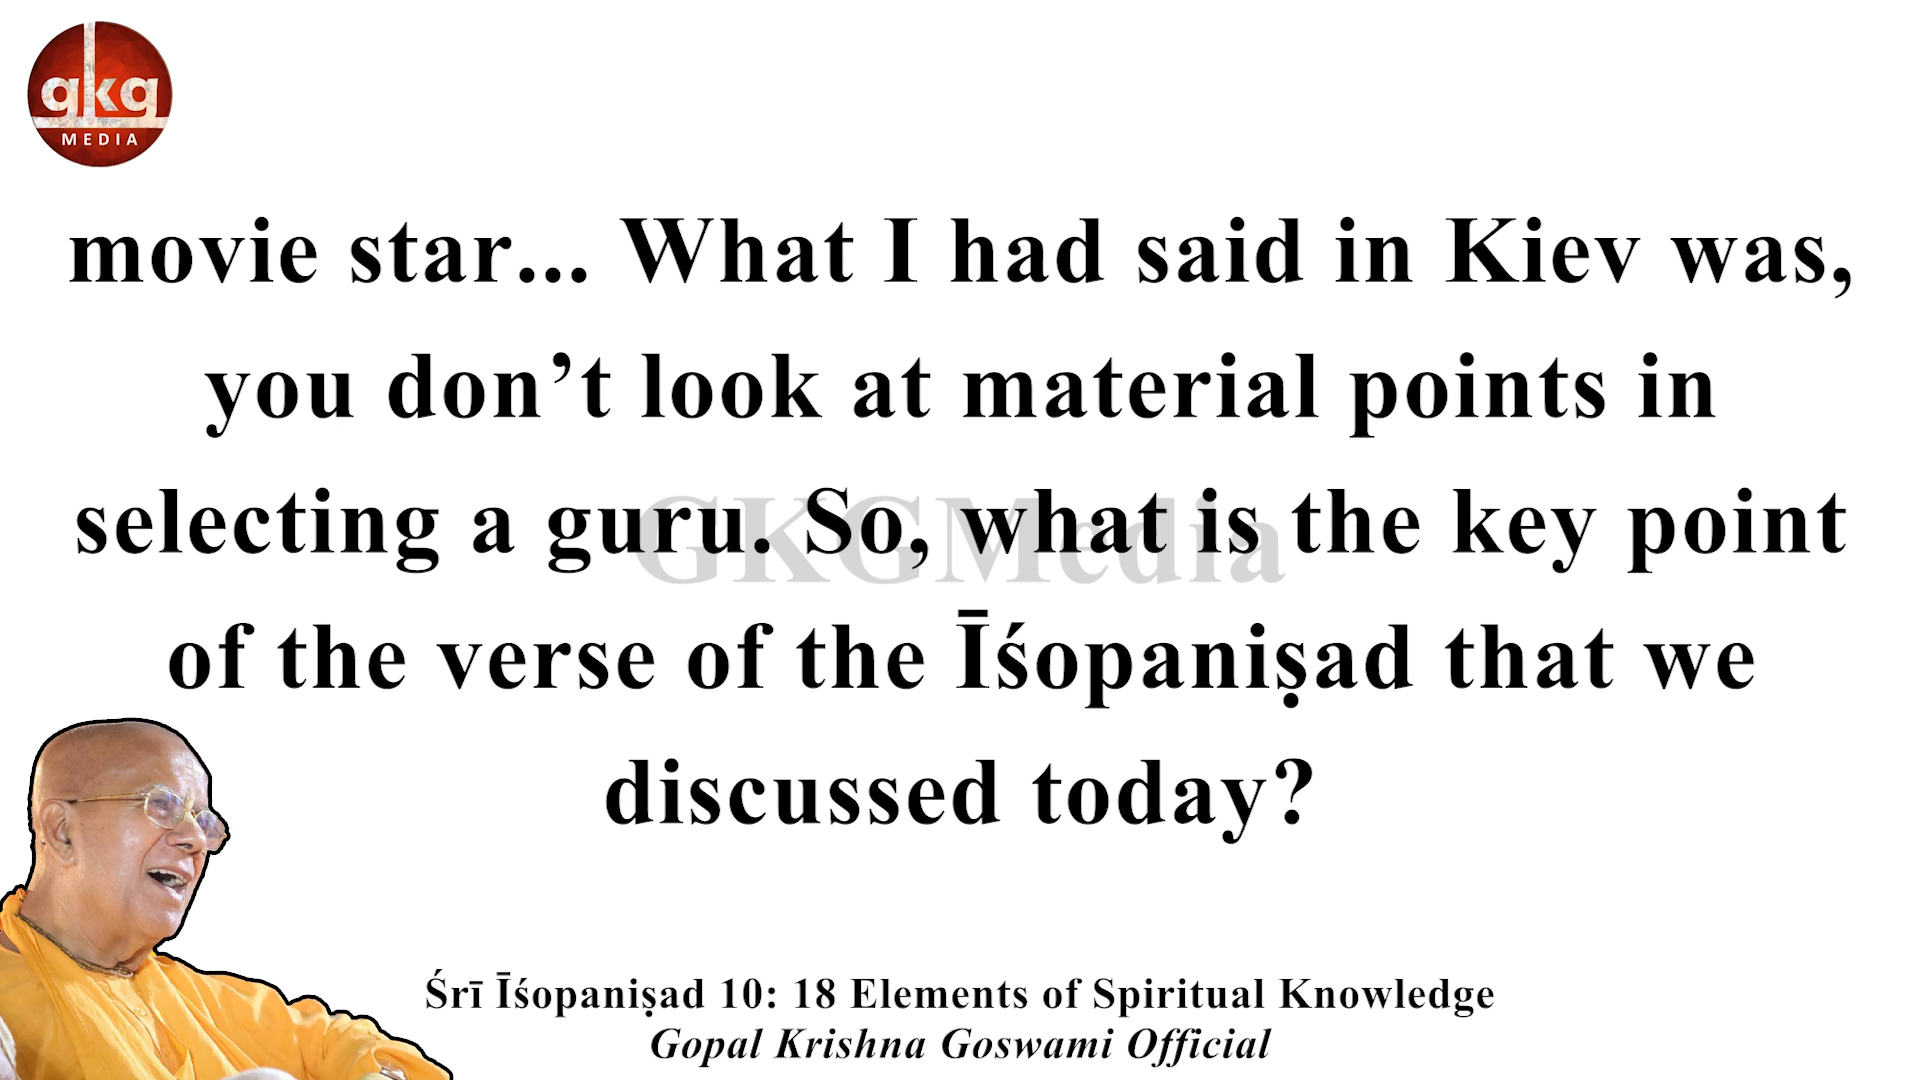 gkg
MEDIA
movie star... What I had said in Kiev was,
you don’t look at material points in
selecting a guru. So, what is the key point
GKGMedia
of the verse of the Īśopaniṣad that we
discussed today?
Śrī Īśopaniṣad 10: 18 Elements of Spiritual Knowledge
Gopal Krishna Goswami Official